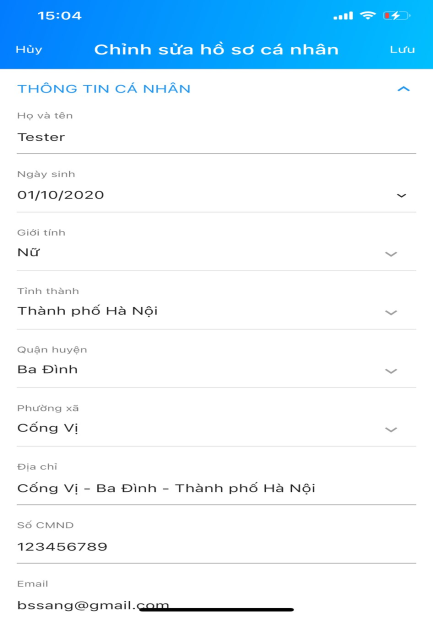 15:04
Hủy Chỉnh sửa hồ sơ cá nhân Lưu
THÔNG TIN CÁ NHÂN
Họ và tên
Tester
Ngày sinh
01/10/2020
Giới tính
Nữ
Tỉnh thành
Thành phố Hà Nội
Quận huyện
Ba Đình
Phường xã
Cống Vị
Địa chỉ
Cống Vị - Ba Đình - Thành phố Hà Nội
Số CMND
123456789
Email
bssang@gmail.com